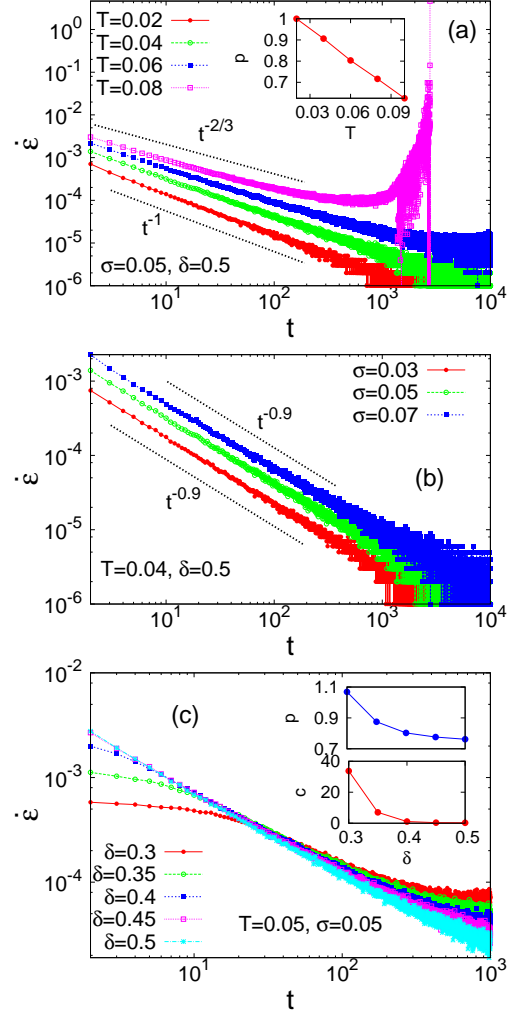 T=0.02
T=0.04
T=0.06
T=0.08
(a)
p
1
0.9
0.8
0.7
0.03 0.06 0.09
T
10^0
10^-2
10^-3
10^-4
10^-5
10^-6
ε̇
t^-2/3
t^-1
σ=0.05, δ=0.5
10^1 10^2 10^3 10^4
t
σ=0.03
σ=0.05
σ=0.07
(b)
10^-3
10^-4
10^-5
10^-6
ε̇
t^-0.9
t^-0.9
T=0.04, δ=0.5
10^1 10^2 10^3 10^4
t
(c)
10^-2
10^-3
10^-4
ε̇
p
1.1
0.9
0.7
c
40
20
0
0.3 0.4 0.5
δ
δ=0.3
δ=0.35
δ=0.4
δ=0.45
δ=0.5
T=0.05, σ=0.05
10^1 10^2 10^3
t